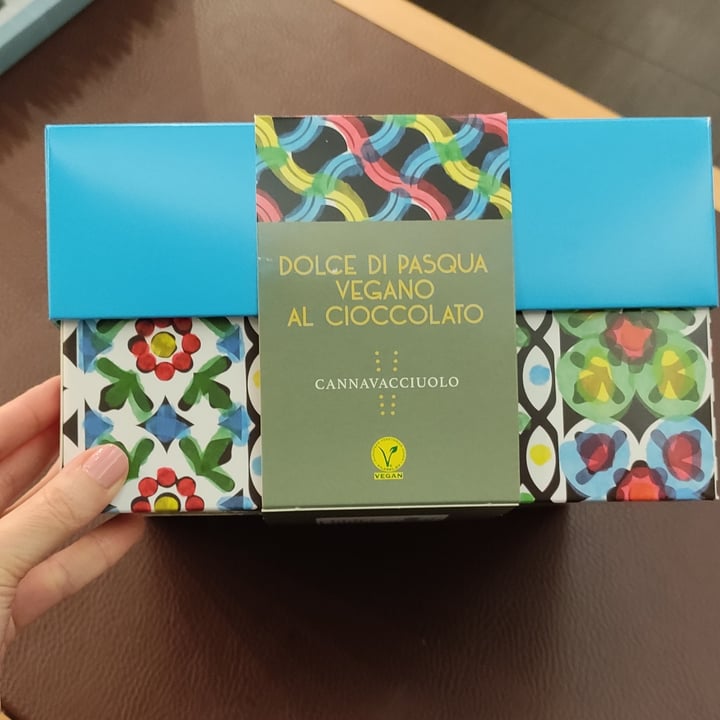 DOLCE DI PASQUA
VEGANO
AL CIOCCOLATO
CANNAVACCIUOLO
VEGAN